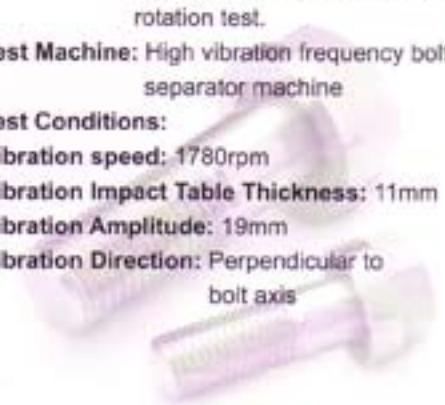 rotation test.
est Machine: High vibration frequency bolt
separator machine
est Conditions:
ibration speed: 1780rpm
ibration Impact Table Thickness: 11mm
ibration Amplitude: 19mm
ibration Direction: Perpendicular to
bolt axis